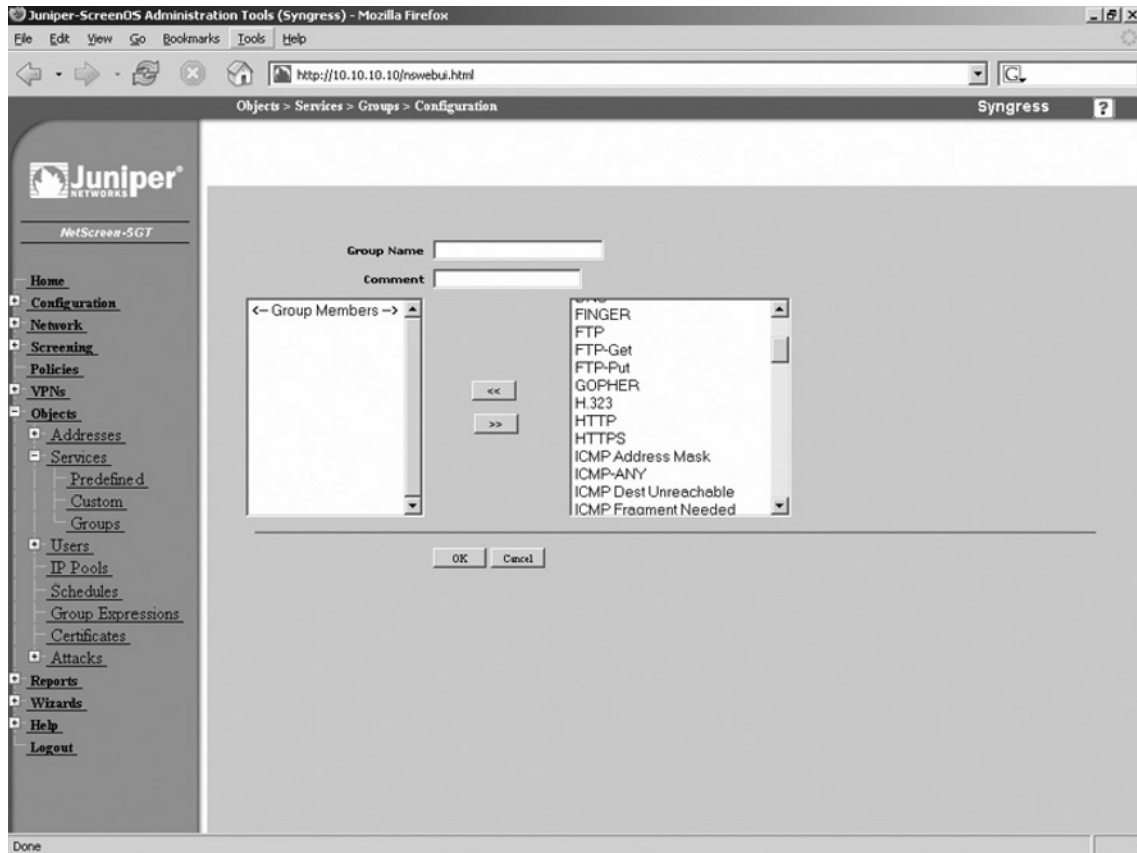 Juniper-ScreenOS Administration Tools (Syngress) - Mozilla Firefox
File Edit View Go Bookmarks Tools Help
http://10.10.10.10/nswebui.html
G.
Objects > Services > Groups > Configuration
Syngress
?
Juniper®
NETWORKS
NetScreen-5GT
Home
Configuration
Network
Screening
Policies
VPNs
Objects
Addresses
Services
Predefined
Custom
Groups
Users
IP Pools
Schedules
Group Expressions
Certificates
Attacks
Reports
Wizards
Help
Logout
Group Name
Comment
<-- Group Members -->
<<
>>
DNS
FINGER
FTP
FTP-Get
FTP-Put
GOPHER
H.323
HTTP
HTTPS
ICMP Address Mask
ICMP-ANY
ICMP Dest Unreachable
ICMP Fragment Needed
OK
Cancel
Done